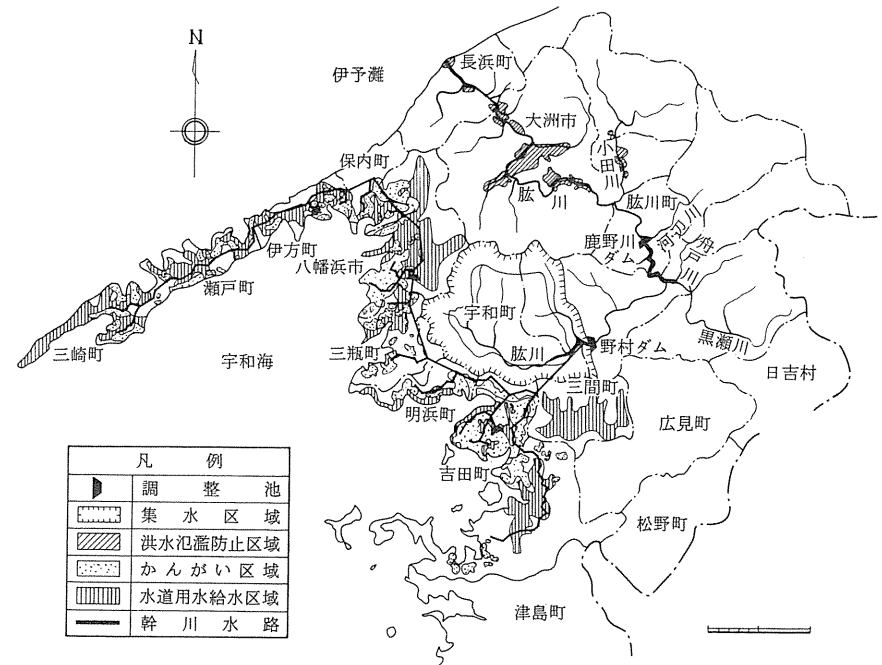 N
伊予灘
長浜町
大洲市
小田川
保内町
肱川
肱川町
河辺川
舟戸川
鹿野川
ダム
伊方町
八幡浜市
瀬戸町
宇和町
三崎町
宇和海
三瓶町
肱川
野村ダム
黒瀬川
日吉村
三間町
明浜町
広見町
吉田町
松野町
津島町
凡例
調整池
集水区域
洪水氾濫防止区域
かんがい区域
水道用水給水区域
幹川水路